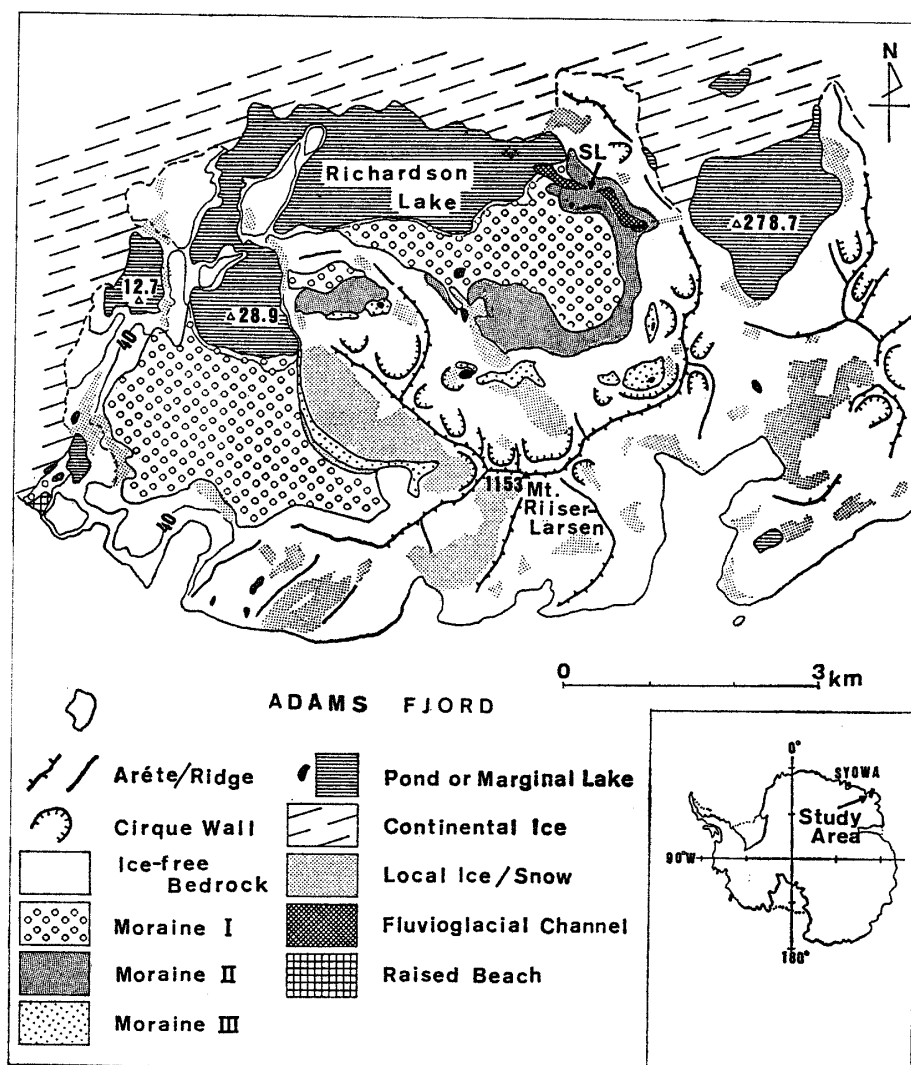 N
SL
Richardson
Lake
△278.7
12.7
△
△28.9
40
40
1153
Mt.
Riiser-
Larsen
0 3 km
ADAMS FJORD
Aréte/Ridge
Cirque Wall
Ice-free
Bedrock
Moraine I
Moraine II
Moraine III
Pond or Marginal Lake
Continental Ice
Local Ice/Snow
Fluvioglacial Channel
Raised Beach
0°
SYOWA
Study
Area
90°W
180°